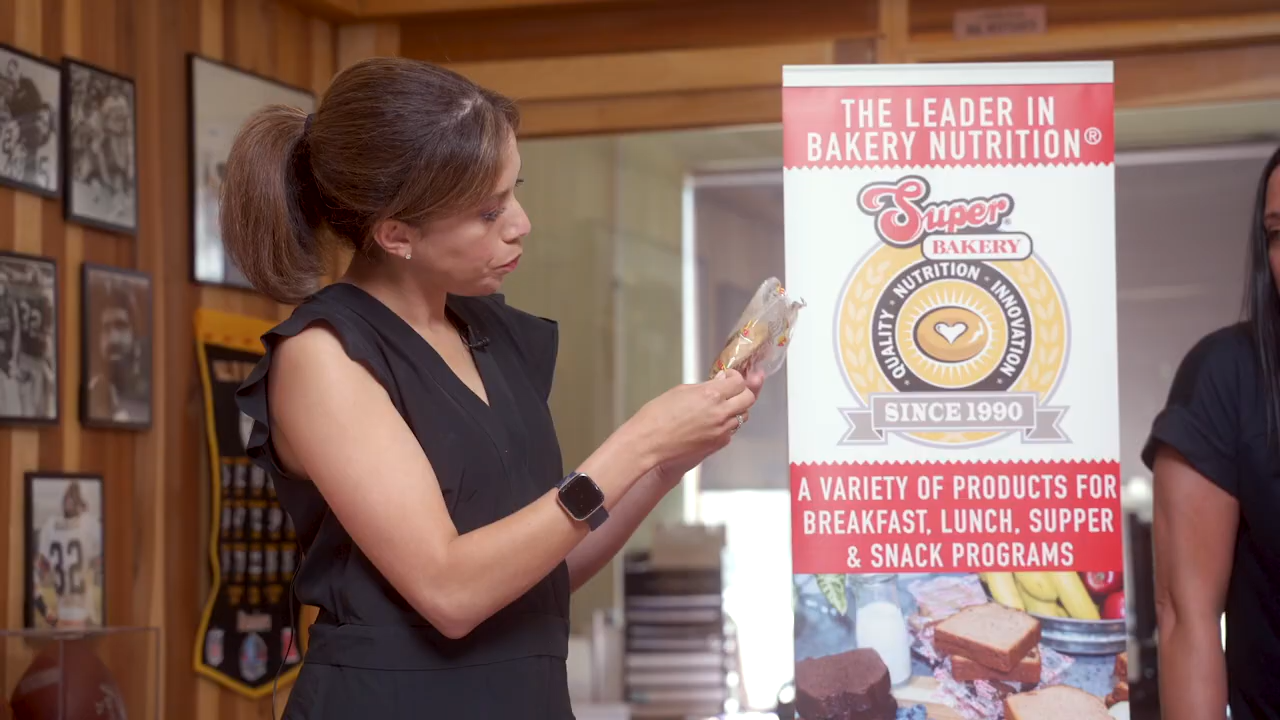 THE LEADER IN
BAKERY NUTRITION®
Super®
BAKERY
QUALITY • NUTRITION • INNOVATION
SINCE 1990
A VARIETY OF PRODUCTS FOR
BREAKFAST, LUNCH, SUPPER
& SNACK PROGRAMS
32
32